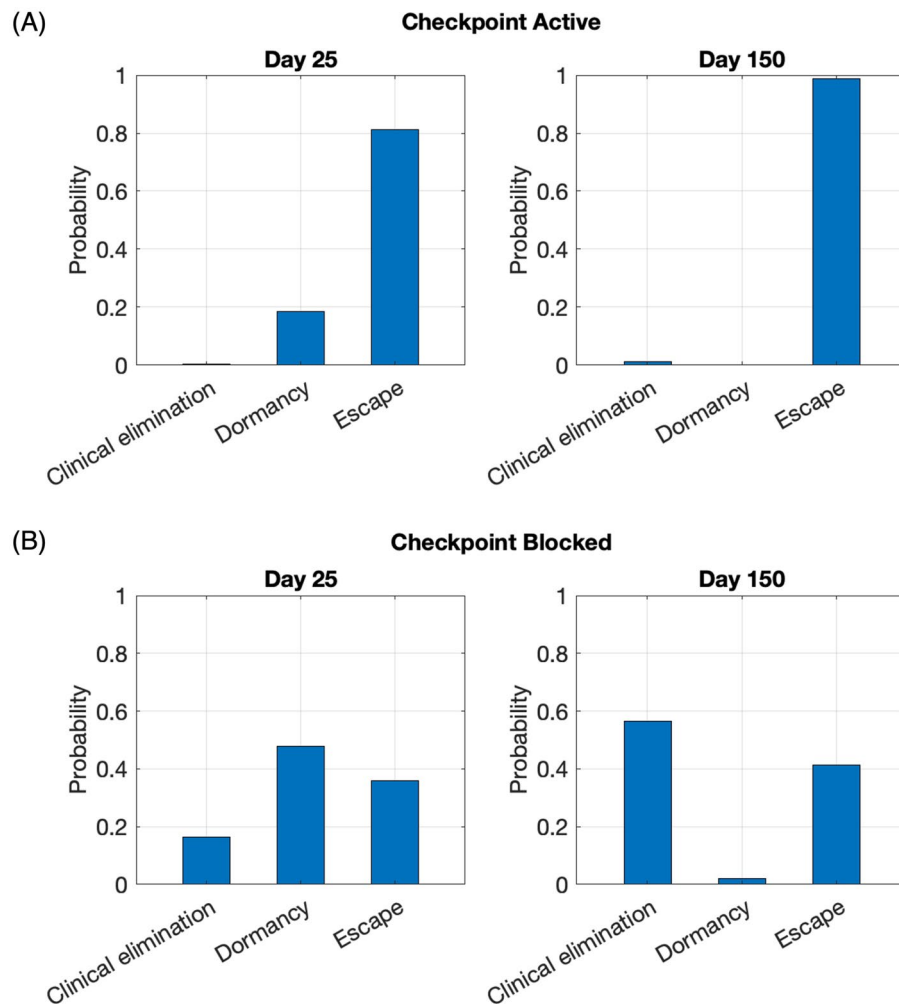 (A)
Checkpoint Active
Day 25
Day 150
1
0.8
0.6
0.4
0.2
0
Probability
Clinical elimination
Dormancy
Escape
1
0.8
0.6
0.4
0.2
0
Probability
Clinical elimination
Dormancy
Escape
(B)
Checkpoint Blocked
Day 25
Day 150
1
0.8
0.6
0.4
0.2
0
Probability
Clinical elimination
Dormancy
Escape
1
0.8
0.6
0.4
0.2
0
Probability
Clinical elimination
Dormancy
Escape